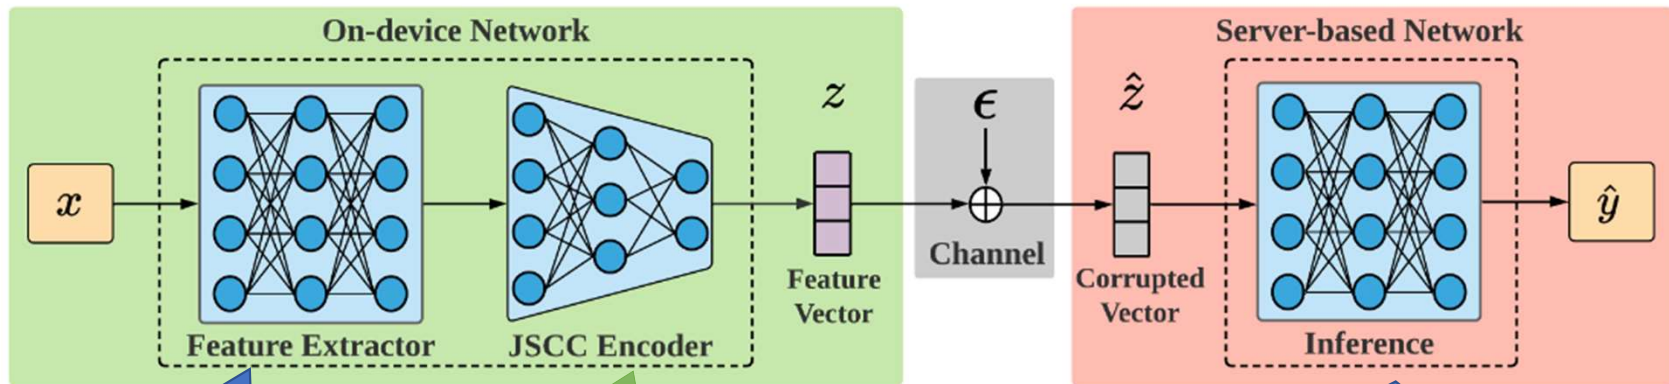 On-device Network
Server-based Network
x
Feature Extractor
JSCC Encoder
z
Feature
Vector
ϵ
Channel
ẑ
Corrupted
Vector
Inference
ŷ